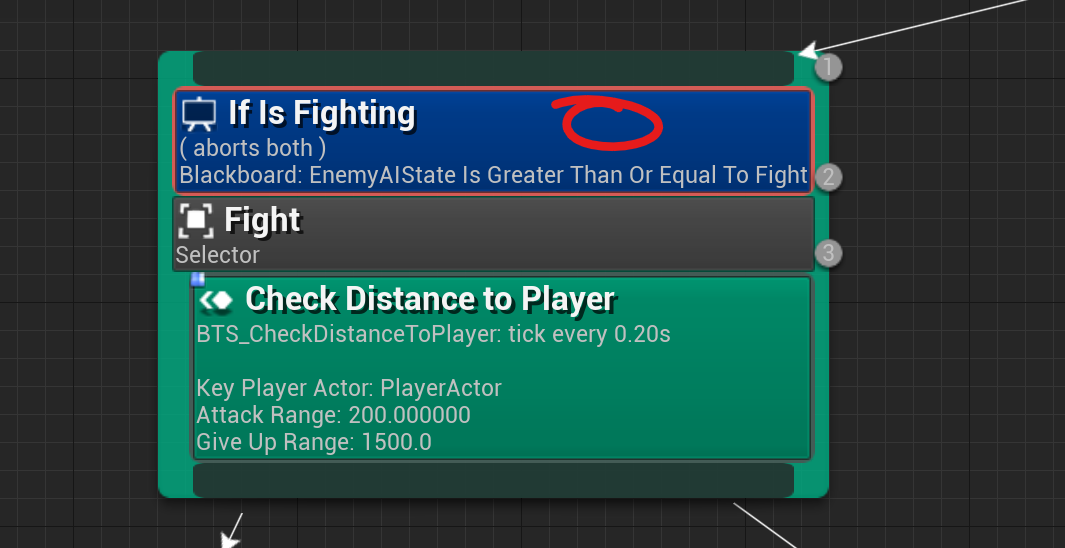 1
If Is Fighting
( aborts both )
Blackboard: EnemyAIState Is Greater Than Or Equal To Fight
2
Fight
Selector
3
Check Distance to Player
BTS_CheckDistanceToPlayer: tick every 0.20s
Key Player Actor: PlayerActor
Attack Range: 200.000000
Give Up Range: 1500.0